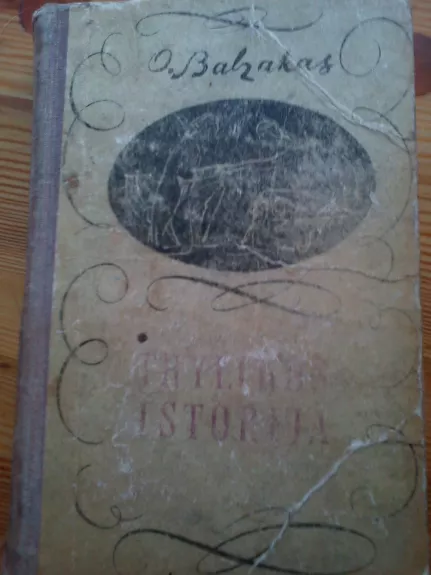 O. Balzakas
TRYLIKOS
ISTORIJA